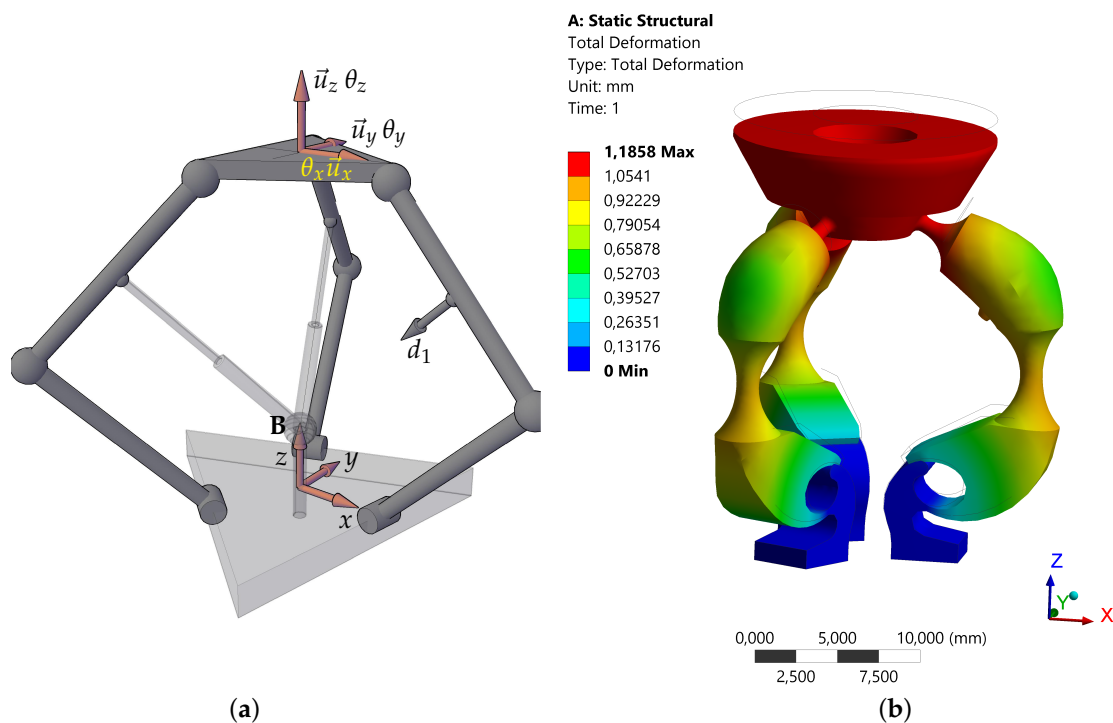 u⃗z θz
u⃗y θy
θx u⃗x
d1
B
z
y
x
(a)
A: Static Structural
Total Deformation
Type: Total Deformation
Unit: mm
Time: 1
1,1858 Max
1,0541
0,92229
0,79054
0,65878
0,52703
0,39527
0,26351
0,13176
0 Min
Z
Y
X
0,000 5,000 10,000 (mm)
2,500 7,500
(b)